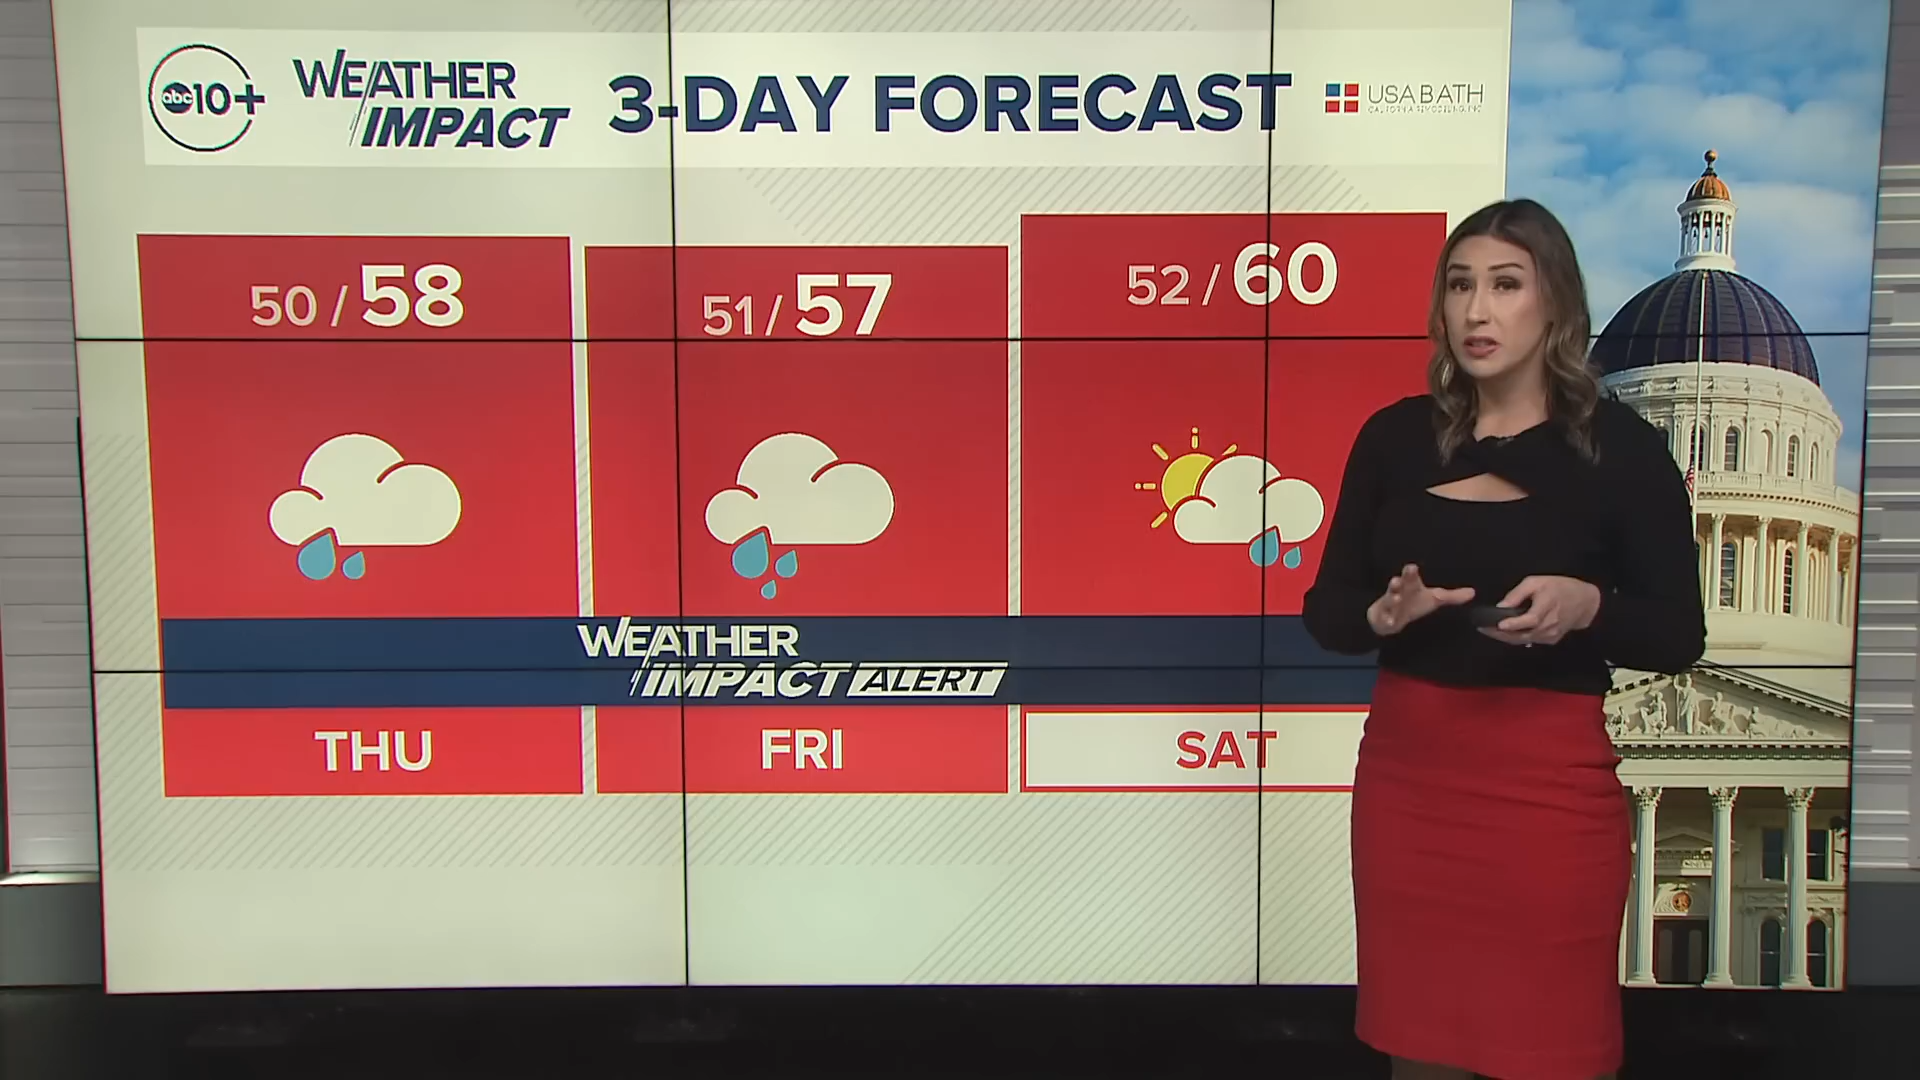 abc10+
WEATHER
IMPACT
3-DAY FORECAST
USA BATH
50/58
51/57
52/60
WEATHER
IMPACT ALERT
THU
FRI
SAT